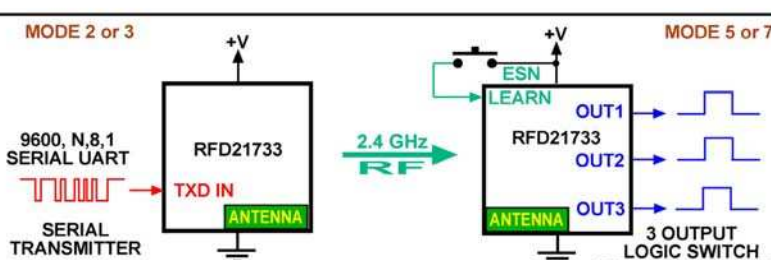 MODE 2 or 3
+V
9600, N,8,1
SERIAL UART
RFD21733
TXD IN
ANTENNA
SERIAL
TRANSMITTER
2.4 GHz
RF
MODE 5 or 7
+V
ESN
LEARN
OUT1
RFD21733
OUT2
OUT3
ANTENNA
3 OUTPUT
LOGIC SWITCH